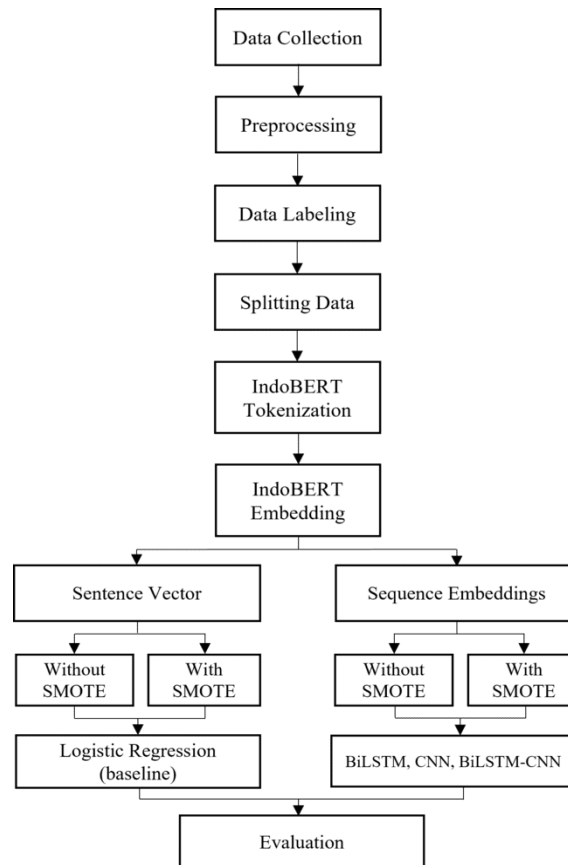 Data Collection
Preprocessing
Data Labeling
Splitting Data
IndoBERT
Tokenization
IndoBERT
Embedding
Sentence Vector
Sequence Embeddings
Without
SMOTE
With
SMOTE
Without
SMOTE
With
SMOTE
Logistic Regression
(baseline)
BiLSTM, CNN, BiLSTM-CNN
Evaluation